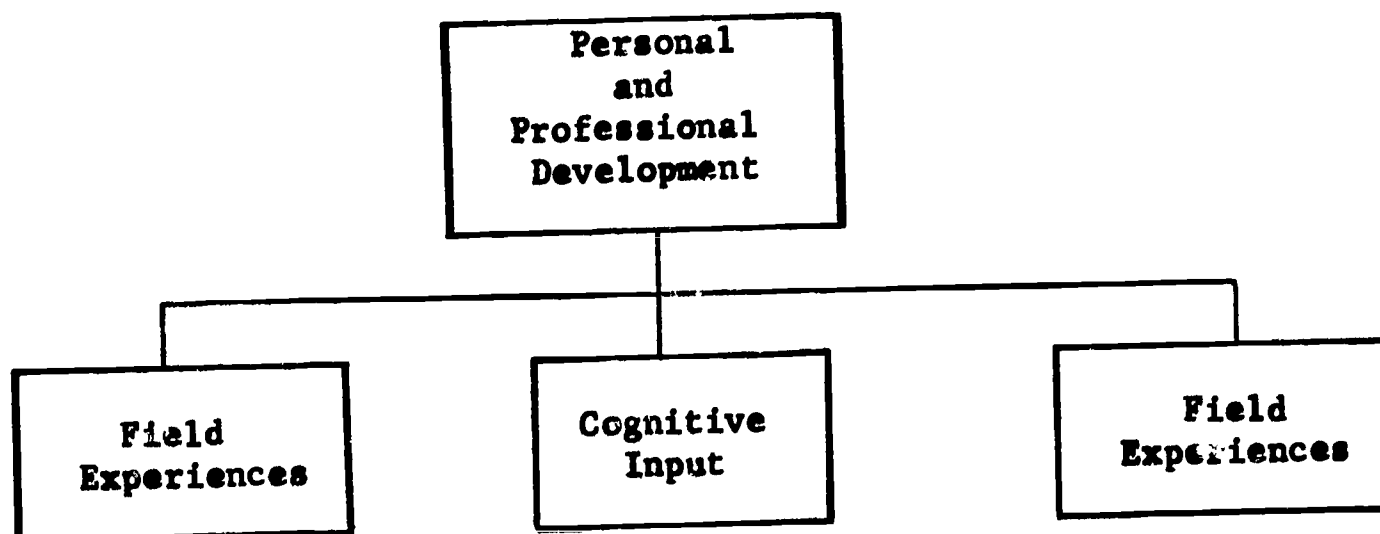 Personal
and
Professional
Development
Field
Experiences
Cognitive
Input
Field
Experiences